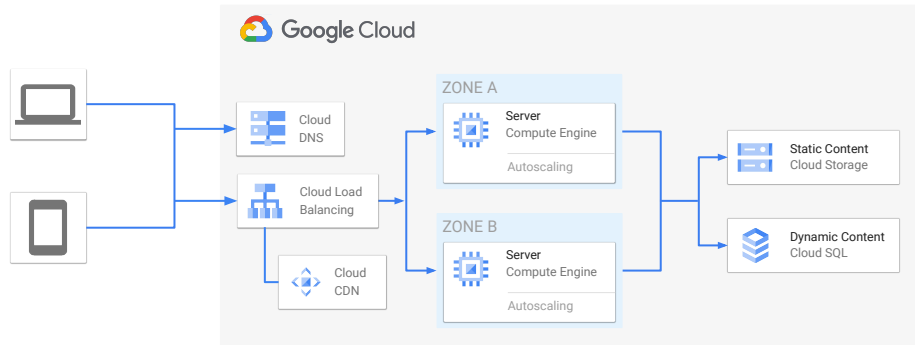 Google Cloud
ZONE A
Server
Compute Engine
Autoscaling
Cloud
DNS
Cloud Load
Balancing
Cloud
CDN
ZONE B
Server
Compute Engine
Autoscaling
Static Content
Cloud Storage
Dynamic Content
Cloud SQL